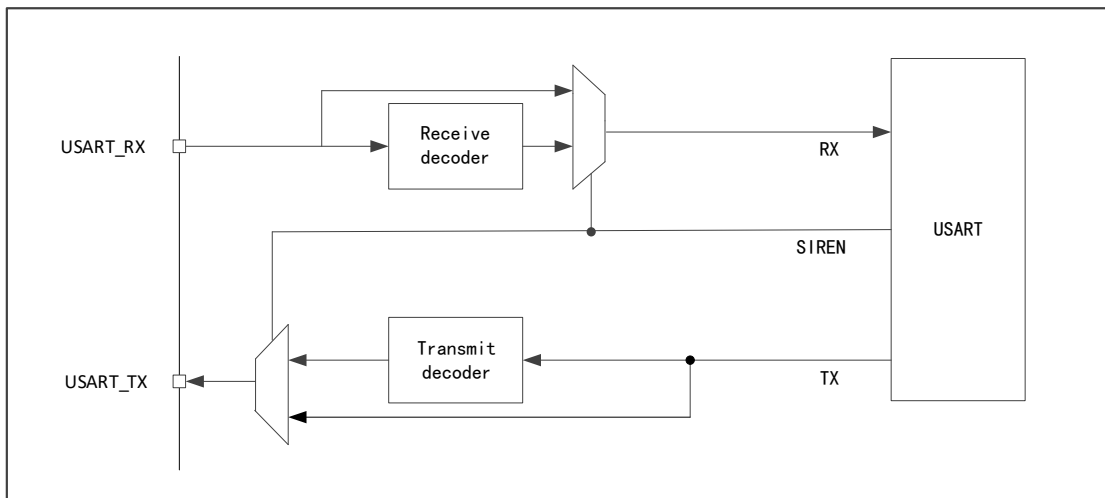 USART_RX
Receive
decoder
RX
USART
SIREN
Transmit
decoder
USART_TX
TX